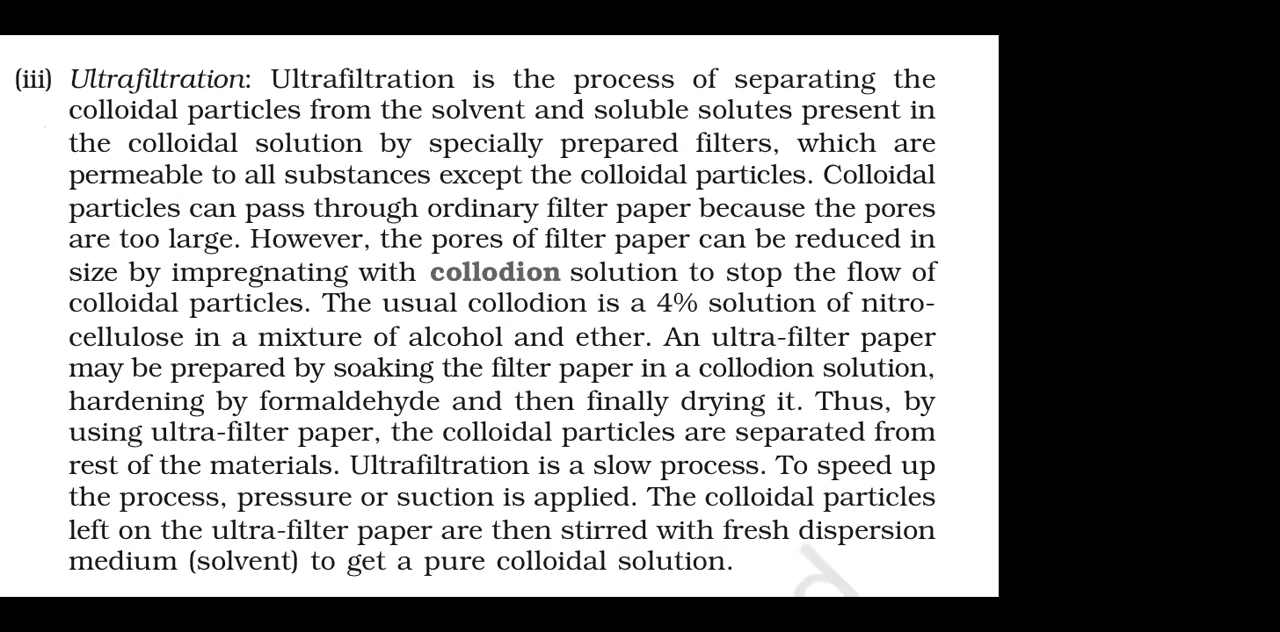 (iii) Ultrafiltration: Ultrafiltration is the process of separating the
colloidal particles from the solvent and soluble solutes present in
the colloidal solution by specially prepared filters, which are
permeable to all substances except the colloidal particles. Colloidal
particles can pass through ordinary filter paper because the pores
are too large. However, the pores of filter paper can be reduced in
size by impregnating with collodion solution to stop the flow of
colloidal particles. The usual collodion is a 4% solution of nitro-
cellulose in a mixture of alcohol and ether. An ultra-filter paper
may be prepared by soaking the filter paper in a collodion solution,
hardening by formaldehyde and then finally drying it. Thus, by
using ultra-filter paper, the colloidal particles are separated from
rest of the materials. Ultrafiltration is a slow process. To speed up
the process, pressure or suction is applied. The colloidal particles
left on the ultra-filter paper are then stirred with fresh dispersion
medium (solvent) to get a pure colloidal solution.